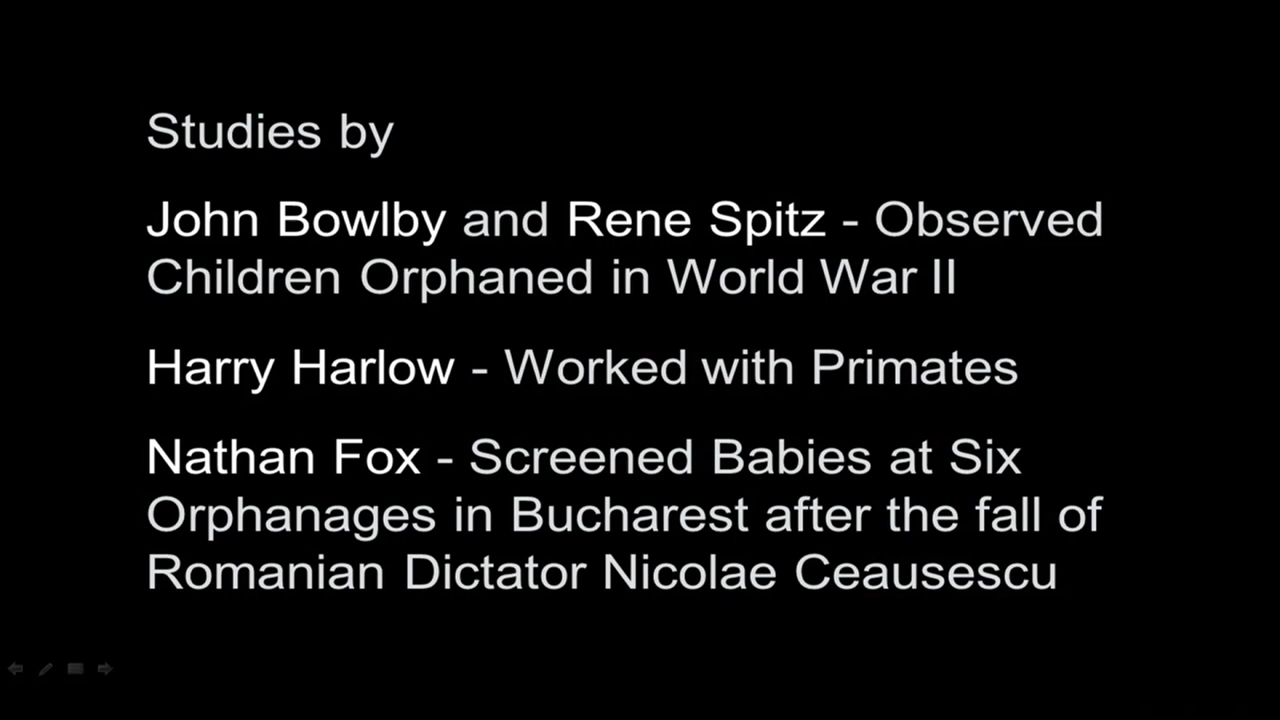 Studies by
John Bowlby and Rene Spitz - Observed
Children Orphaned in World War II
Harry Harlow - Worked with Primates
Nathan Fox - Screened Babies at Six
Orphanages in Bucharest after the fall of
Romanian Dictator Nicolae Ceausescu